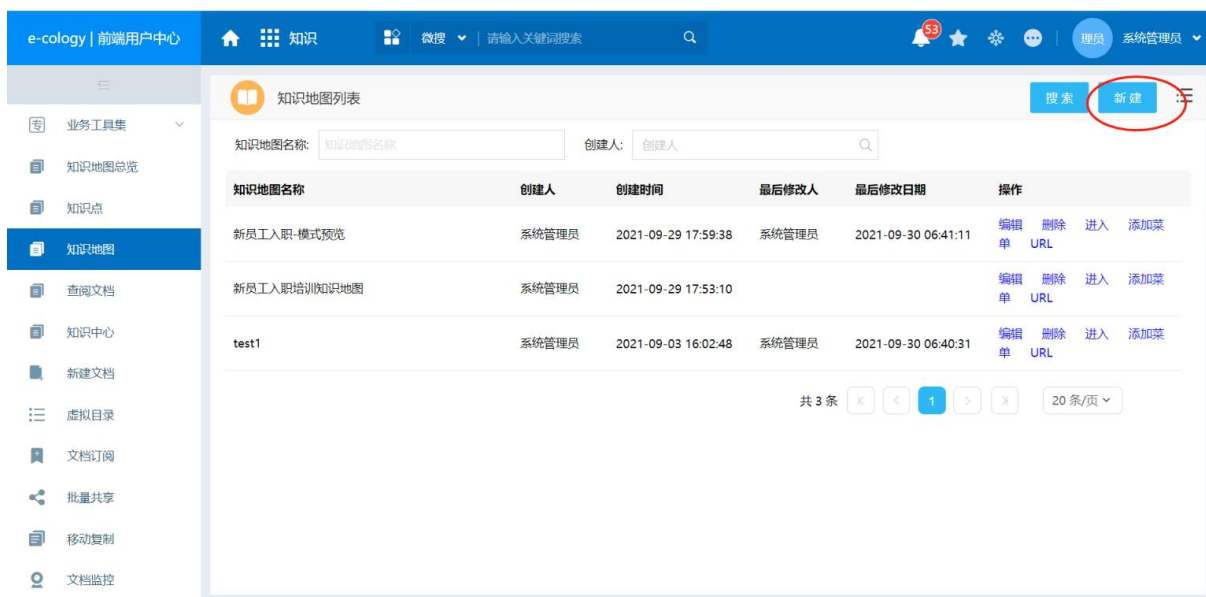 e-cology | 前端用户中心 知识 微搜 | 请输入关键词搜索 53 理员 系统管理员
知识地图列表 搜索 新建
业务工具集
知识地图总览
知识点
知识地图
查阅文档
知识中心
新建文档
虚拟目录
文档订阅
批量共享
移动复制
文档监控
知识地图名称: 知识地图名称 创建人: 创建人
知识地图名称 创建人 创建时间 最后修改人 最后修改日期 操作
新员工入职-模式预览 系统管理员 2021-09-29 17:59:38 系统管理员 2021-09-30 06:41:11 编辑 删除 进入 添加菜
单 URL
新员工入职培训知识地图 系统管理员 2021-09-29 17:53:10 编辑 删除 进入 添加菜
单 URL
test1 系统管理员 2021-09-03 16:02:48 系统管理员 2021-09-30 06:40:31 编辑 删除 进入 添加菜
单 URL
共 3 条 1 20 条/页